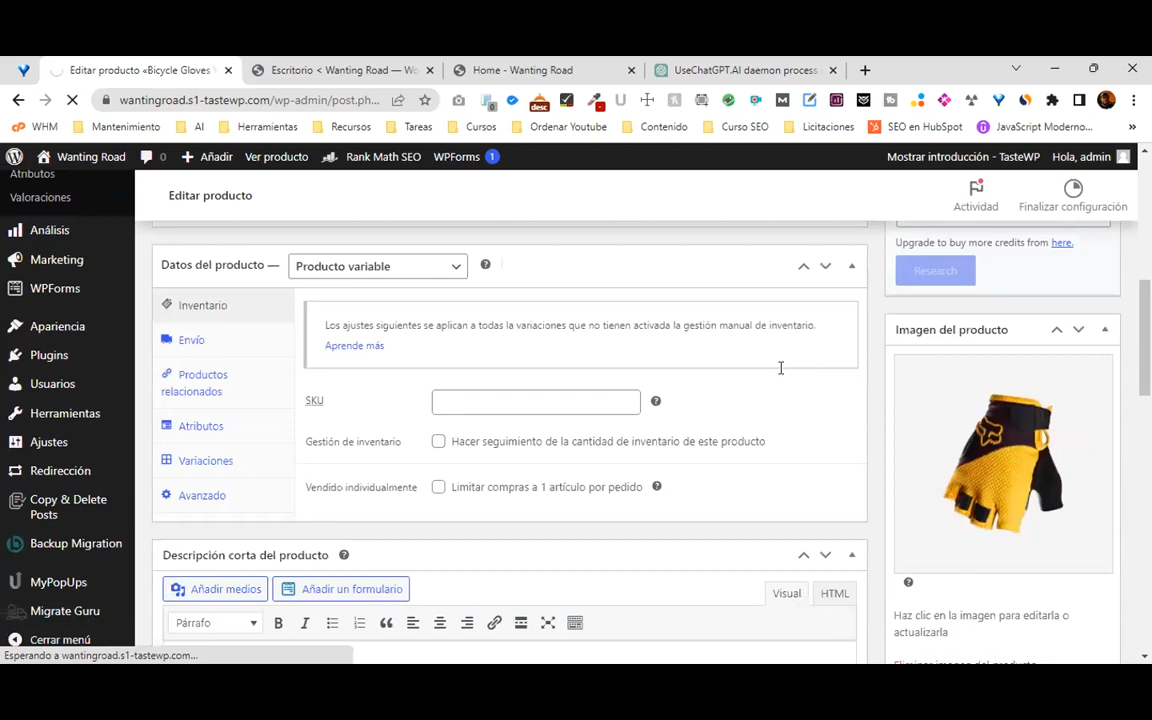 Editar producto «Bicycle Gloves
Escritorio < Wanting Road — Wo
Home - Wanting Road
UseChatGPT.AI daemon process
wantingroad.s1-tastewp.com/wp-admin/post.ph...
WHM
Mantenimiento
AI
Herramientas
Recursos
Tareas
Cursos
Ordenar Youtube
Contenido
Curso SEO
Licitaciones
SEO en HubSpot
JavaScript Moderno...
Wanting Road
0
Añadir
Ver producto
Rank Math SEO
WPForms 1
Mostrar introducción - TasteWP
Hola, admin
Atributos
Valoraciones
Análisis
Marketing
WPForms
Apariencia
Plugins
Usuarios
Herramientas
Ajustes
Redirección
Copy & Delete
Posts
Backup Migration
MyPopUps
Migrate Guru
Cerrar menú
Esperando a wantingroad.s1-tastewp.com...
Editar producto
Actividad
Finalizar configuración
Datos del producto —
Producto variable
Inventario
Envío
Productos
relacionados
Atributos
Variaciones
Avanzado
Los ajustes siguientes se aplican a todas la variaciones que no tienen activada la gestión manual de inventario.
Aprende más
SKU
Gestión de inventario
Hacer seguimiento de la cantidad de inventario de este producto
Vendido individualmente
Limitar compras a 1 artículo por pedido
Descripción corta del producto
Añadir medios
Añadir un formulario
Visual
HTML
Párrafo
B
I
Upgrade to buy more credits from here.
Research
Imagen del producto
Haz clic en la imagen para editarla o
actualizarla